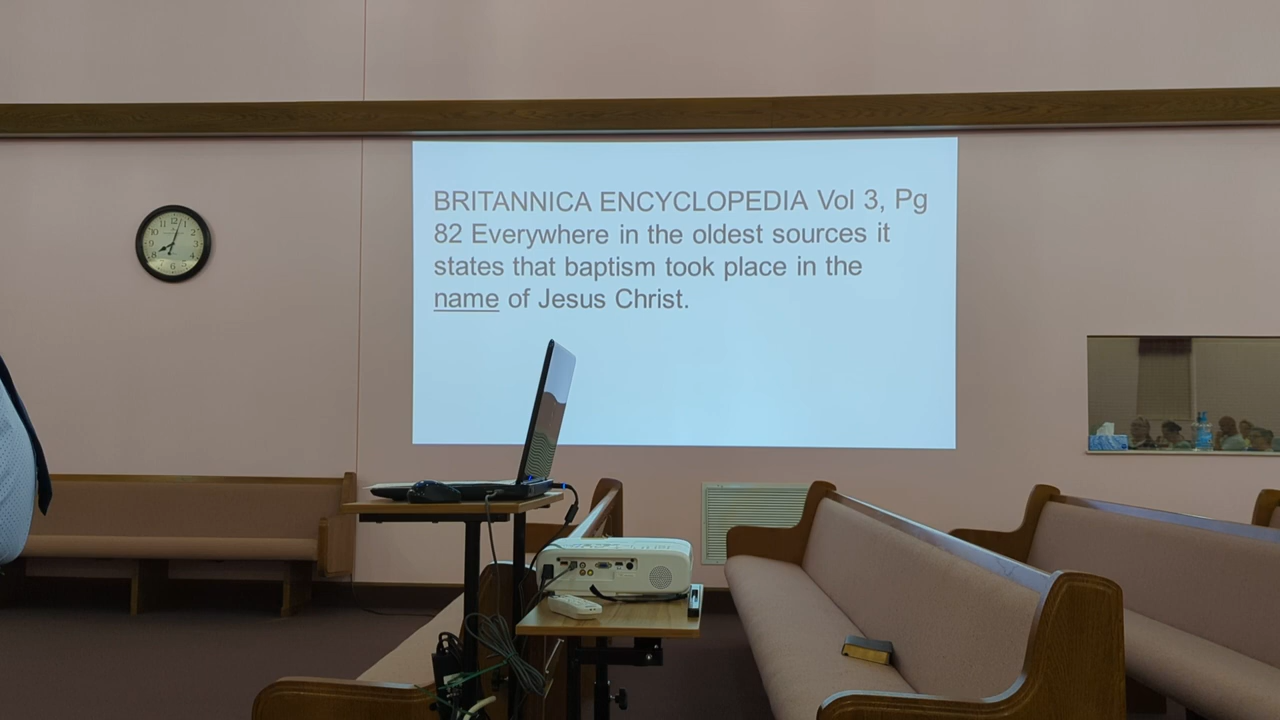 BRITANNICA ENCYCLOPEDIA Vol 3, Pg
82 Everywhere in the oldest sources it
states that baptism took place in the
name of Jesus Christ.